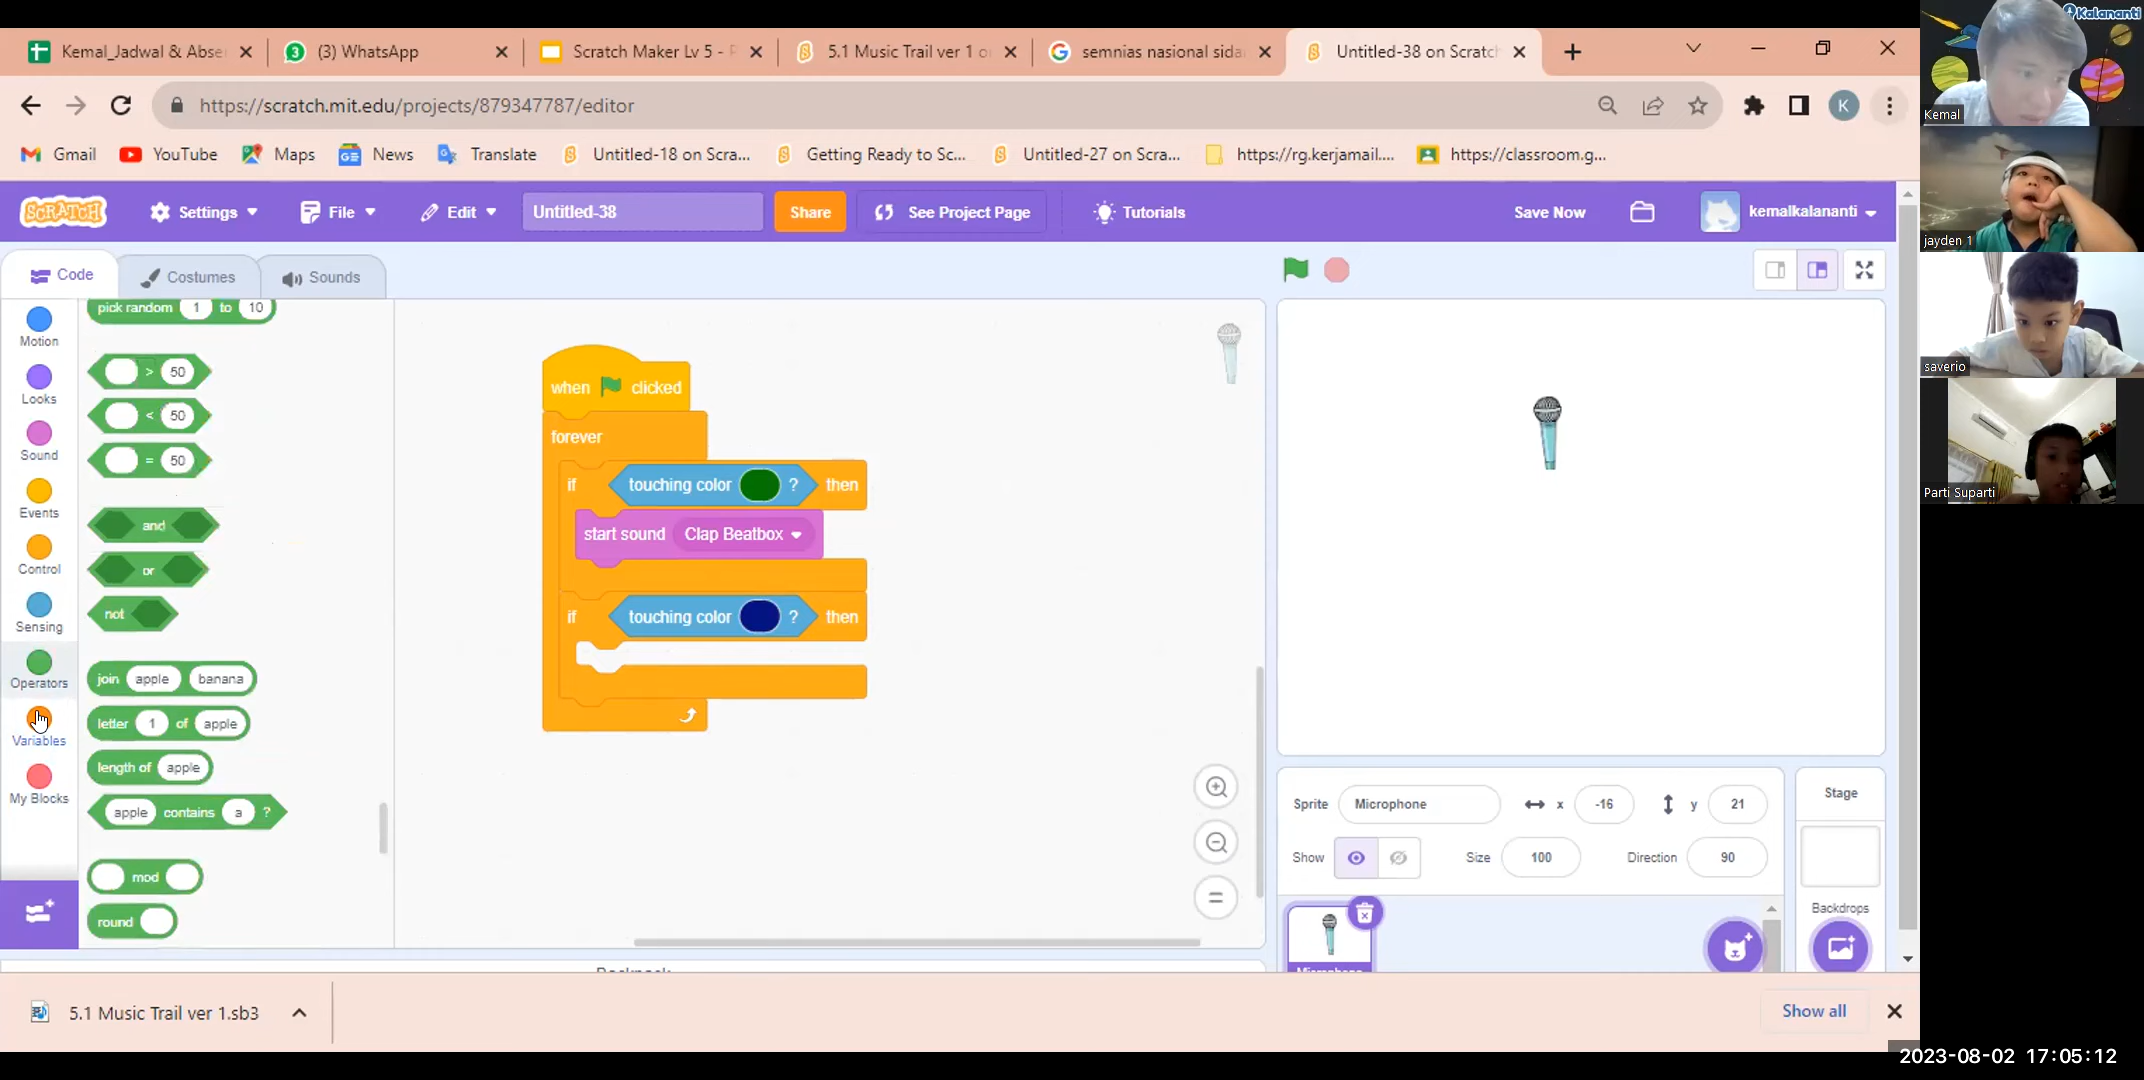 Kemal_Jadwal & Abse
(3) WhatsApp
Scratch Maker Lv 5 -
5.1 Music Trail ver 1 o
semnias nasional sida
Untitled-38 on Scratch
https://scratch.mit.edu/projects/879347787/editor
K
Gmail
YouTube
Maps
News
Translate
Untitled-18 on Scra...
Getting Ready to Sc...
Untitled-27 on Scra...
https://rg.kerjamail....
https://classroom.g...
SCRATCH
Settings
File
Edit
Untitled-38
Share
See Project Page
Tutorials
Save Now
kemalkalananti
Code
Costumes
Sounds
Motion
Looks
Sound
Events
Control
Sensing
Operators
Variables
My Blocks
pick random 1 to 10
> 50
< 50
= 50
and
or
not
join apple banana
letter 1 of apple
length of apple
apple contains a ?
mod
round
when clicked
forever
if touching color ? then
start sound Clap Beatbox
if touching color ? then
Sprite Microphone x -16 y 21
Show Size 100 Direction 90
Stage
Backdrops
5.1 Music Trail ver 1.sb3
Show all
Kalananti
Kemal
jayden 1
saverio
Parti Suparti
2023-08-02 17:05:12